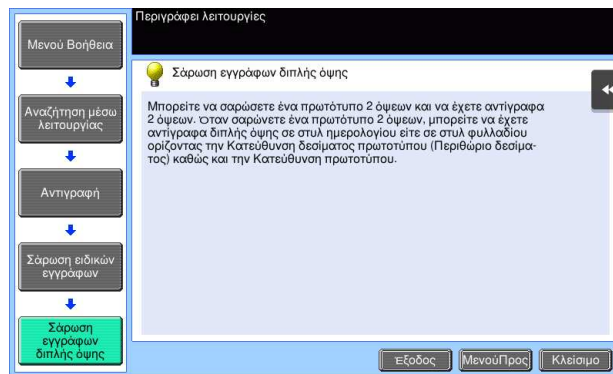 Περιγράφει λειτουργίες
Μενού Βοήθεια
Αναζήτηση μέσω
λειτουργίας
Αντιγραφή
Σάρωση ειδικών
εγγράφων
Σάρωση
εγγράφων
διπλής όψης
Σάρωση εγγράφων διπλής όψης
Μπορείτε να σαρώσετε ένα πρωτότυπο 2 όψεων και να έχετε αντίγραφα
2 όψεων. Όταν σαρώνετε ένα πρωτότυπο 2 όψεων, μπορείτε να έχετε
αντίγραφα διπλής όψης σε στυλ ημερολογίου είτε σε στυλ φυλλαδίου
ορίζοντας την Κατεύθυνση δεσίματος πρωτοτύπου (Περιθώριο δεσίμα-
τος) καθώς και την Κατεύθυνση πρωτοτύπου.
Έξοδος
ΜενούΠρος
Κλείσιμο